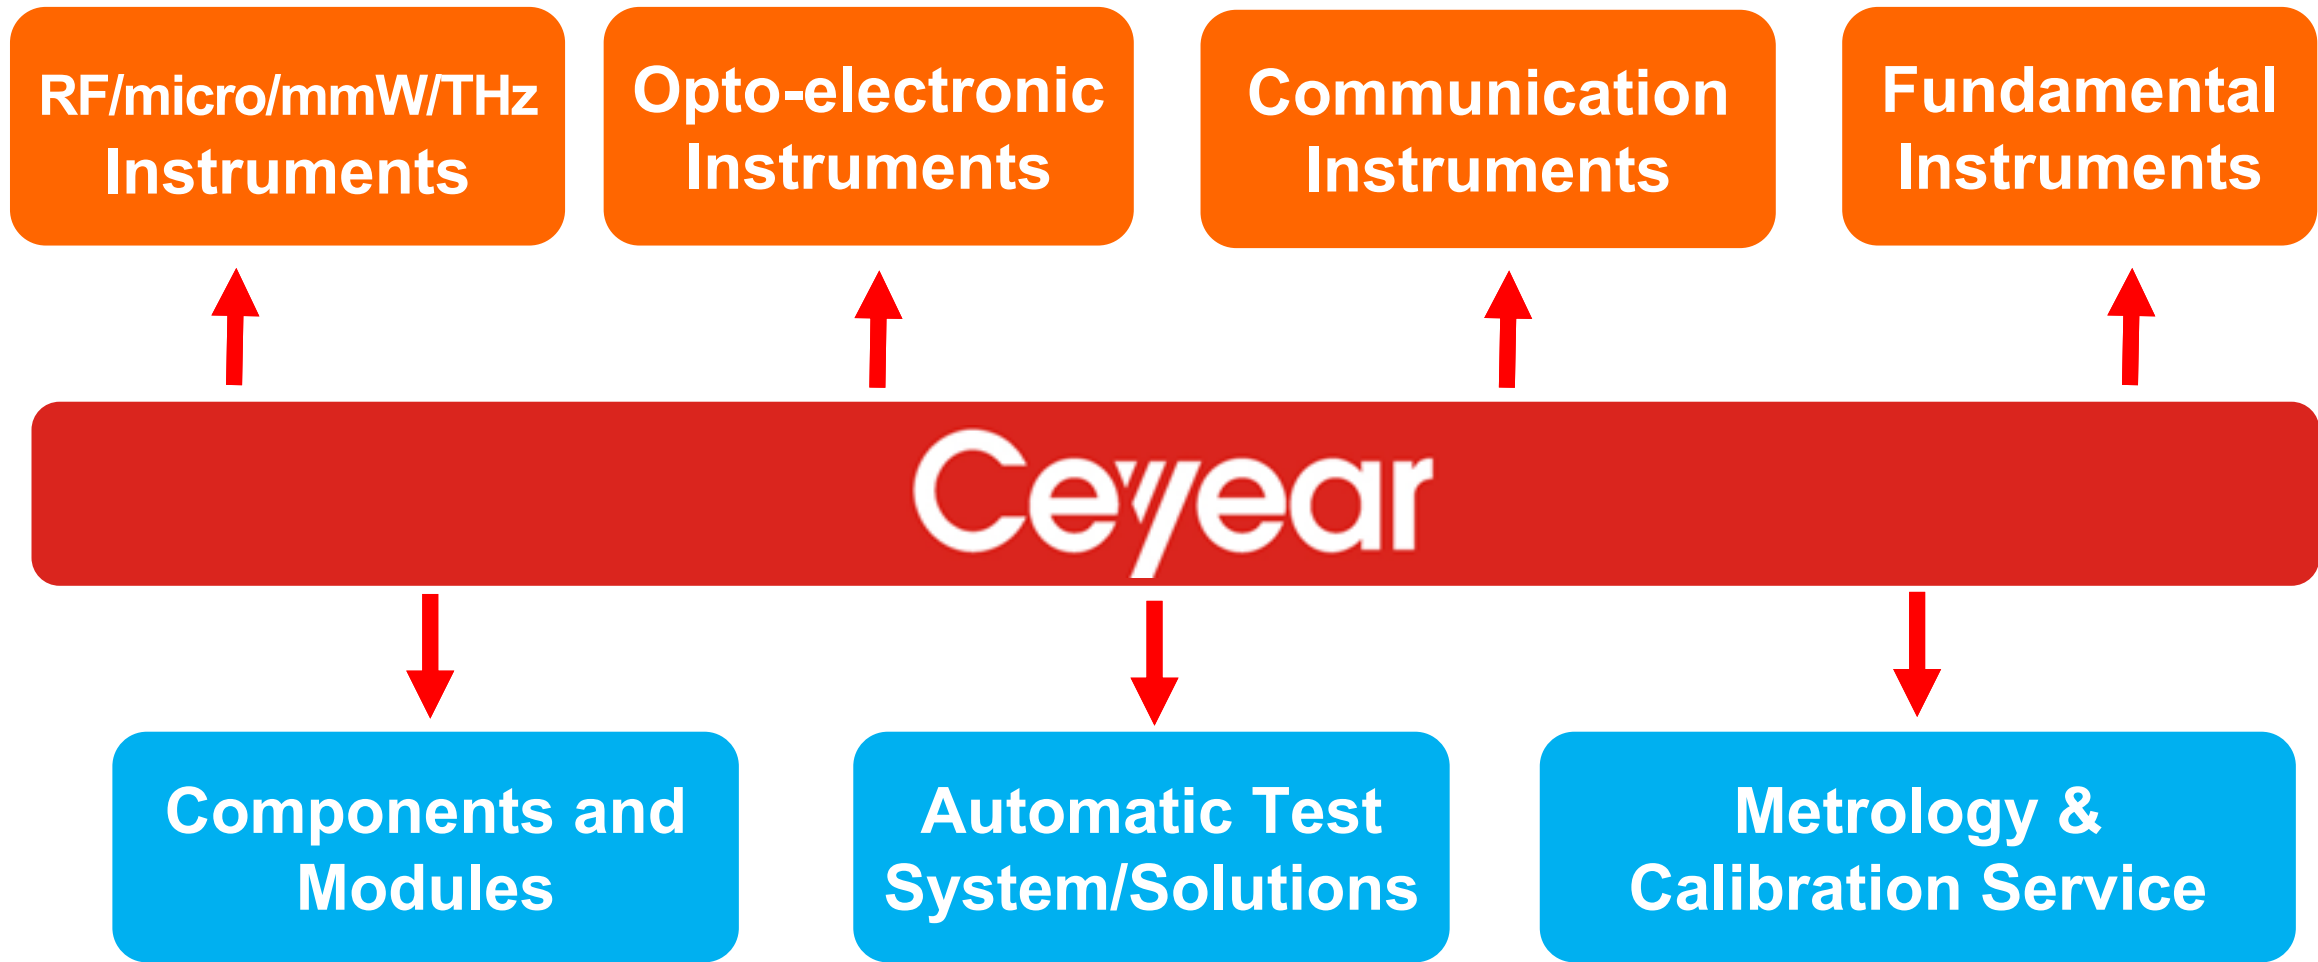 RF/micro/mmW/THz
Instruments
Opto-electronic
Instruments
Communication
Instruments
Fundamental
Instruments
Ceyear
Components and
Modules
Automatic Test
System/Solutions
Metrology &
Calibration Service